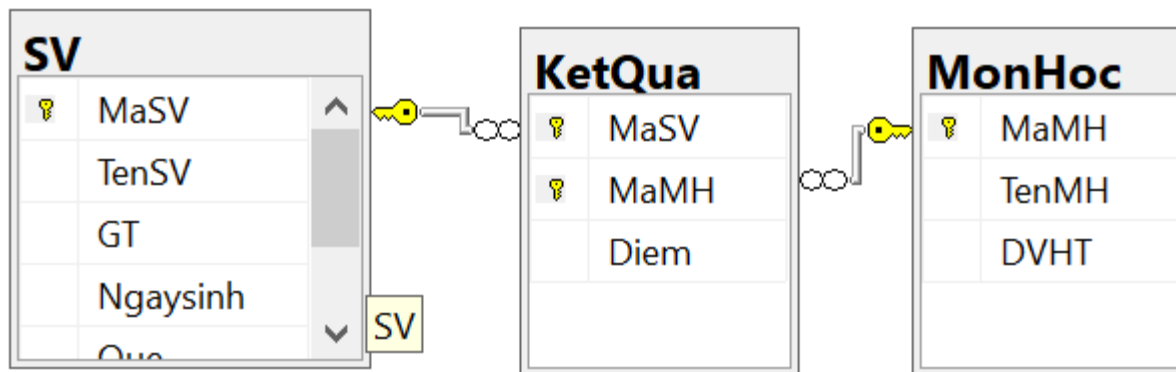 SV
MaSV
TenSV
GT
Ngaysinh
SV
KetQua
MaSV
MaMH
Diem
MonHoc
MaMH
TenMH
DVHT